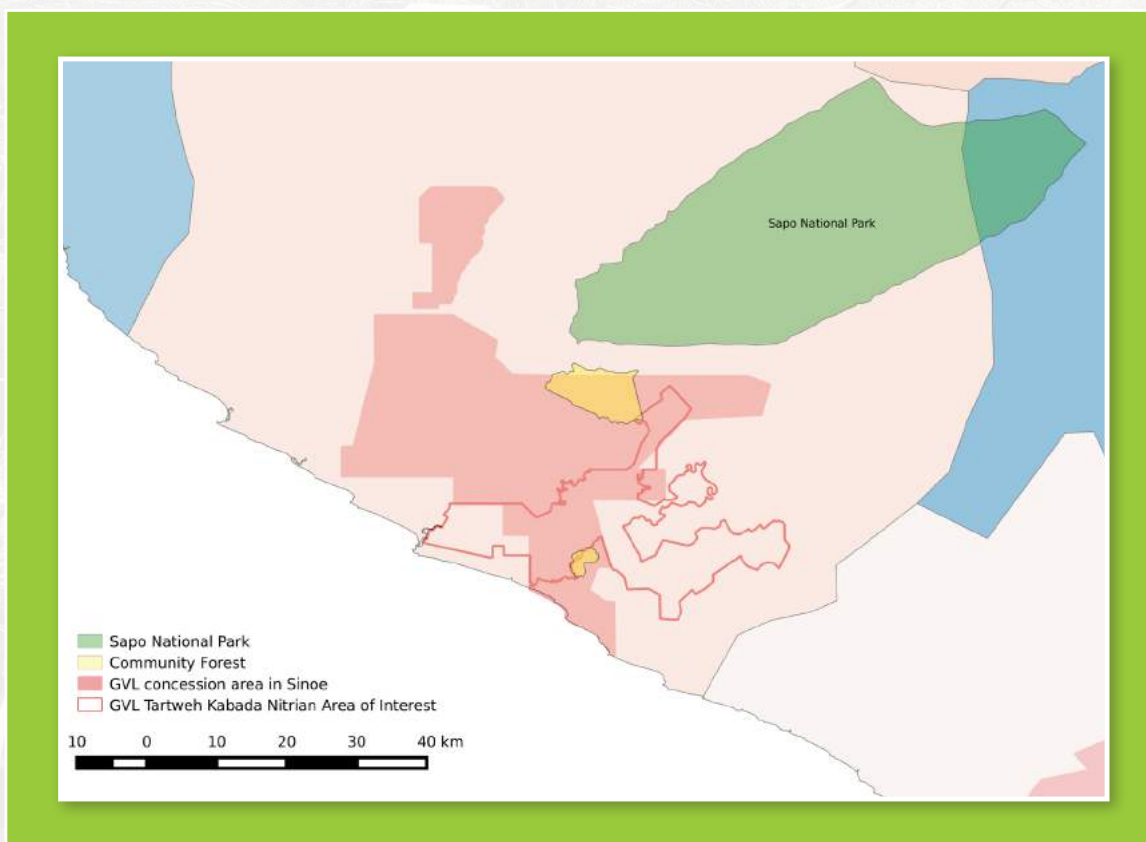 Sapo National Park
Sapo National Park
Community Forest
GVL concession area in Sinoe
GVL Tartweh Kabada Nitrian Area of Interest
10 0 10 20 30 40 km